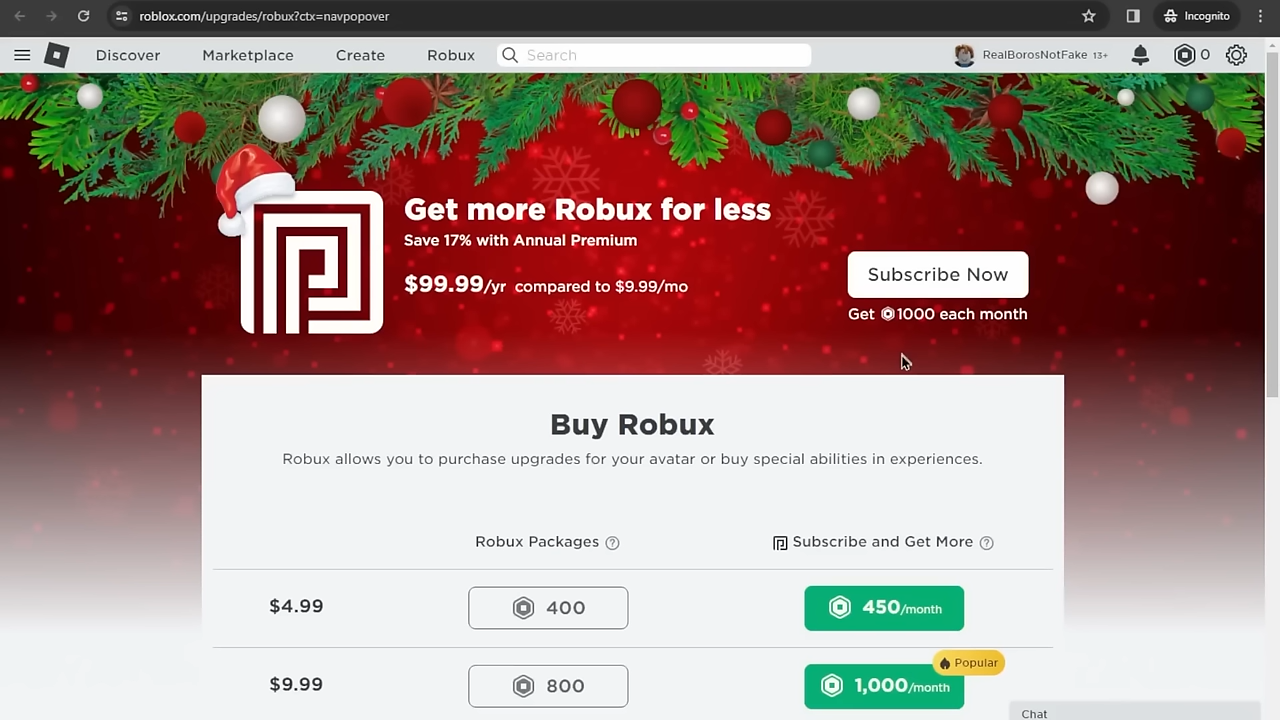 roblox.com/upgrades/robux?ctx=navpopover
Incognito
Discover
Marketplace
Create
Robux
Search
RealBorosNotFake 13+
0
Get more Robux for less
Save 17% with Annual Premium
$99.99/yr compared to $9.99/mo
Subscribe Now
Get 1000 each month
Buy Robux
Robux allows you to purchase upgrades for your avatar or buy special abilities in experiences.
Robux Packages ?
Subscribe and Get More ?
$4.99
400
450/month
Popular
$9.99
800
1,000/month
Chat